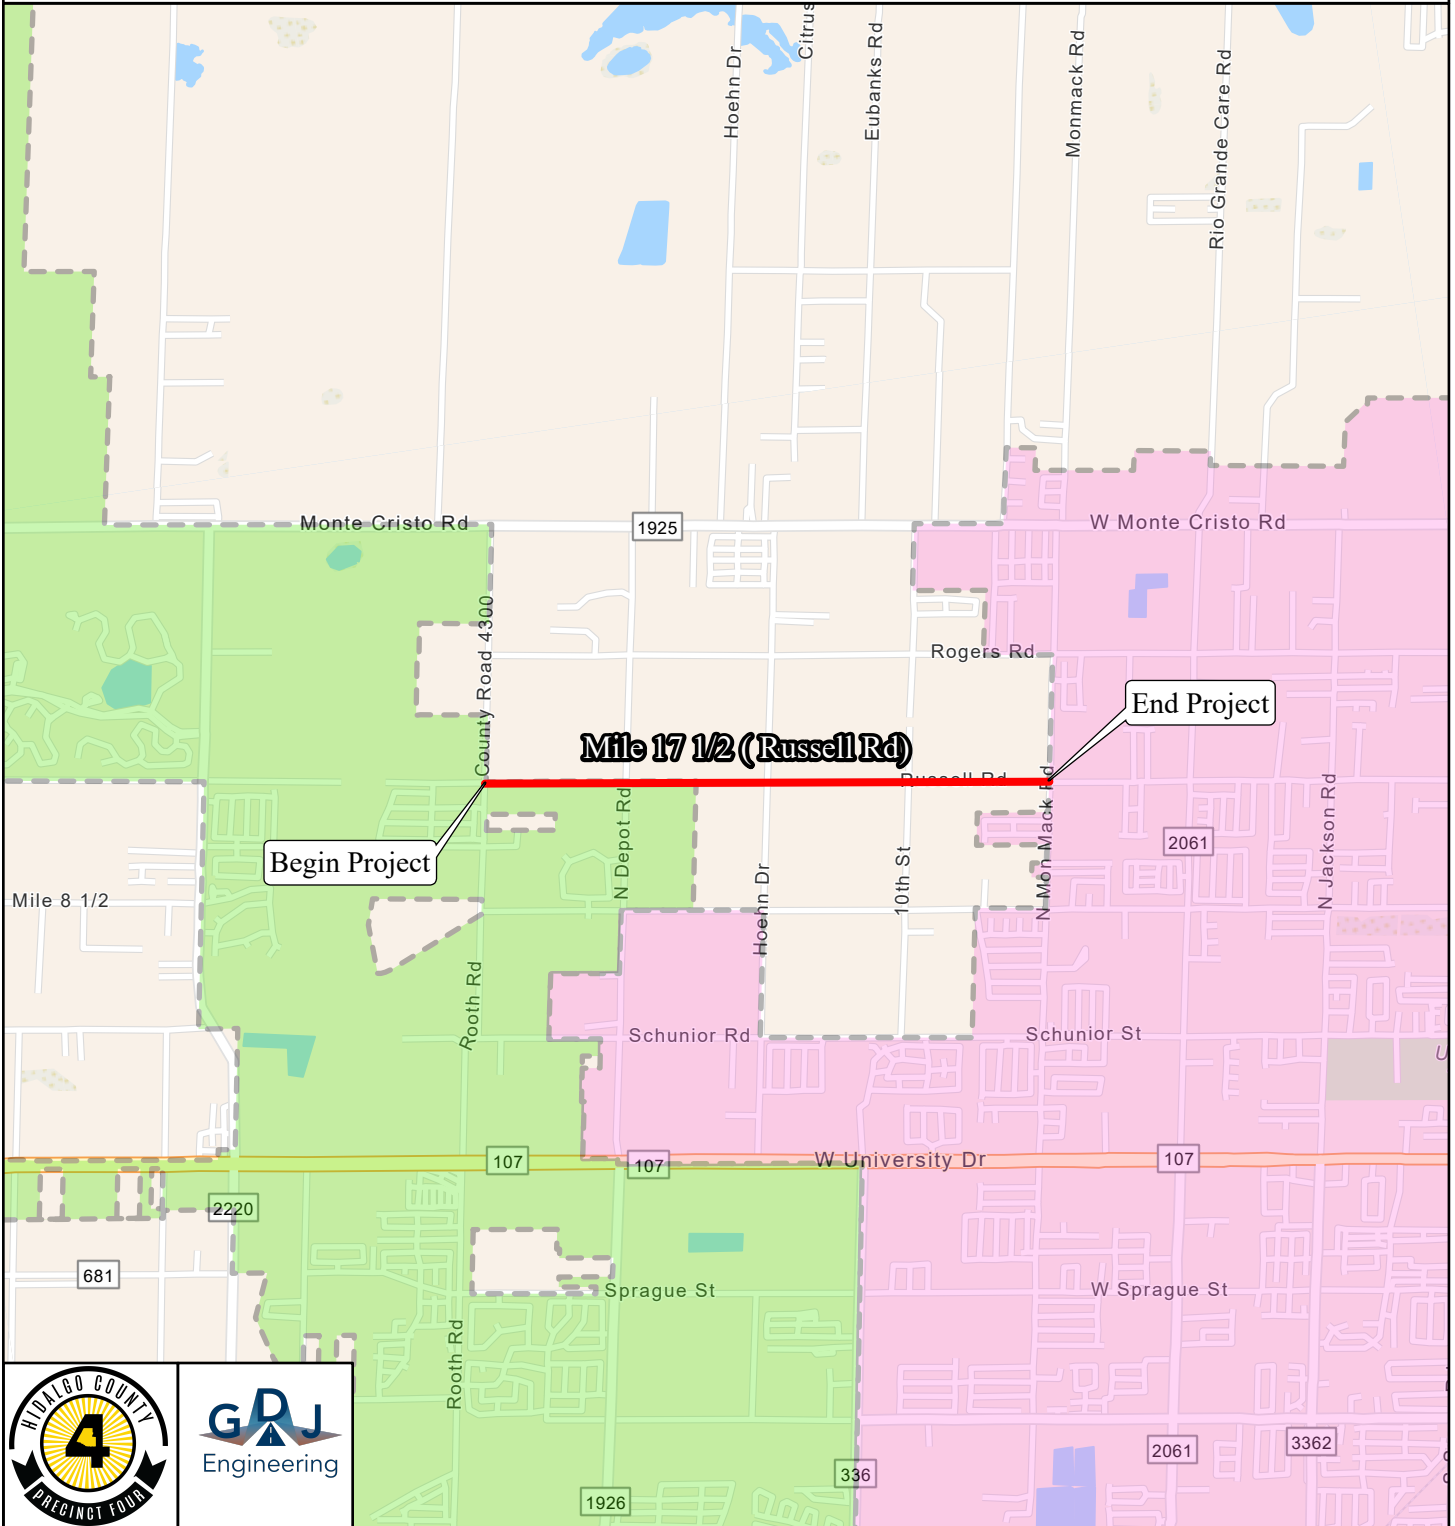 Citrus
Hoehn Dr
Eubanks Rd
Monmack Rd
Rio Grande Care Rd
Monte Cristo Rd
1925
W Monte Cristo Rd
County Road 4300
Rogers Rd
End Project
Mile 17 1/2 ( Russell Rd)
Russell Rd
Begin Project
N Depot Rd
Hoehn Dr
10th St
N Mon Mack Rd
2061
N Jackson Rd
Mile 8 1/2
Rooth Rd
Schunior Rd
Schunior St
U
107
107
W University Dr
107
2220
681
Sprague St
W Sprague St
Rooth Rd
HIDALGO COUNTY
4
PRECINCT FOUR
GDJ
Engineering
1926
336
2061
3362